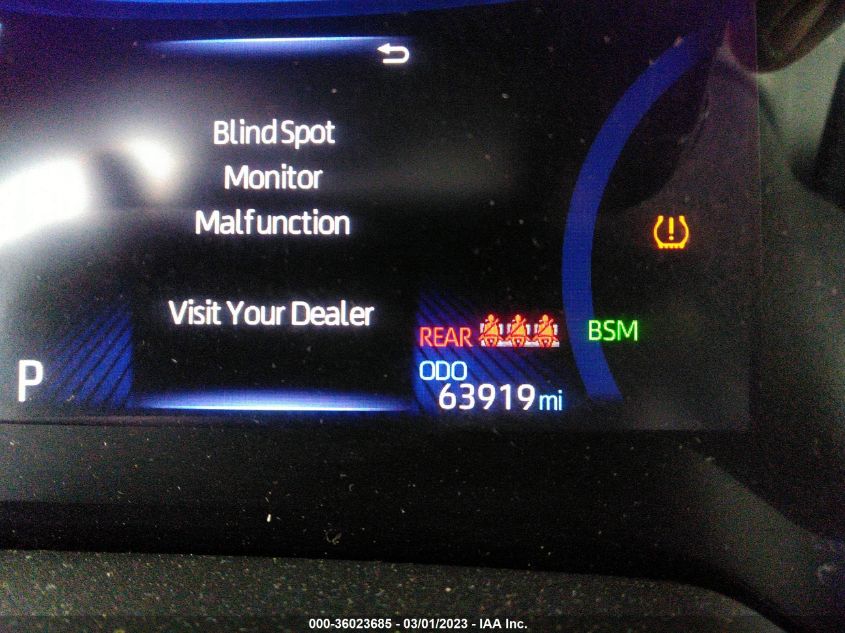 Blind Spot
Monitor
Malfunction
Visit Your Dealer
REAR
BSM
P
ODO
63919 mi
000-36023685 - 03/01/2023 - IAA Inc.